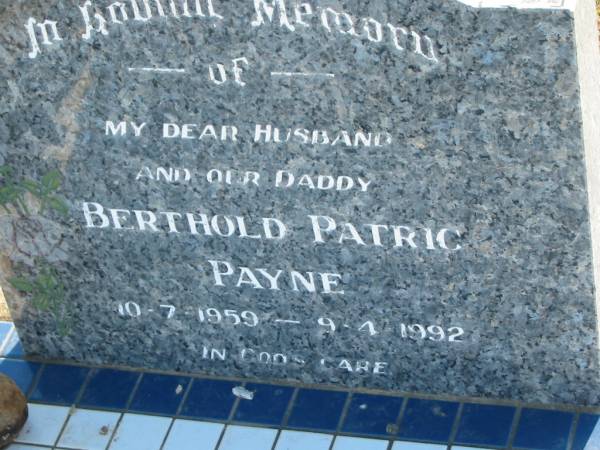 In Loving Memory
— of —
MY DEAR HUSBAND
AND OUR DADDY
BERTHOLD PATRIC
PAYNE
10-7-1959 — 9-4-1992
IN GOD'S CARE